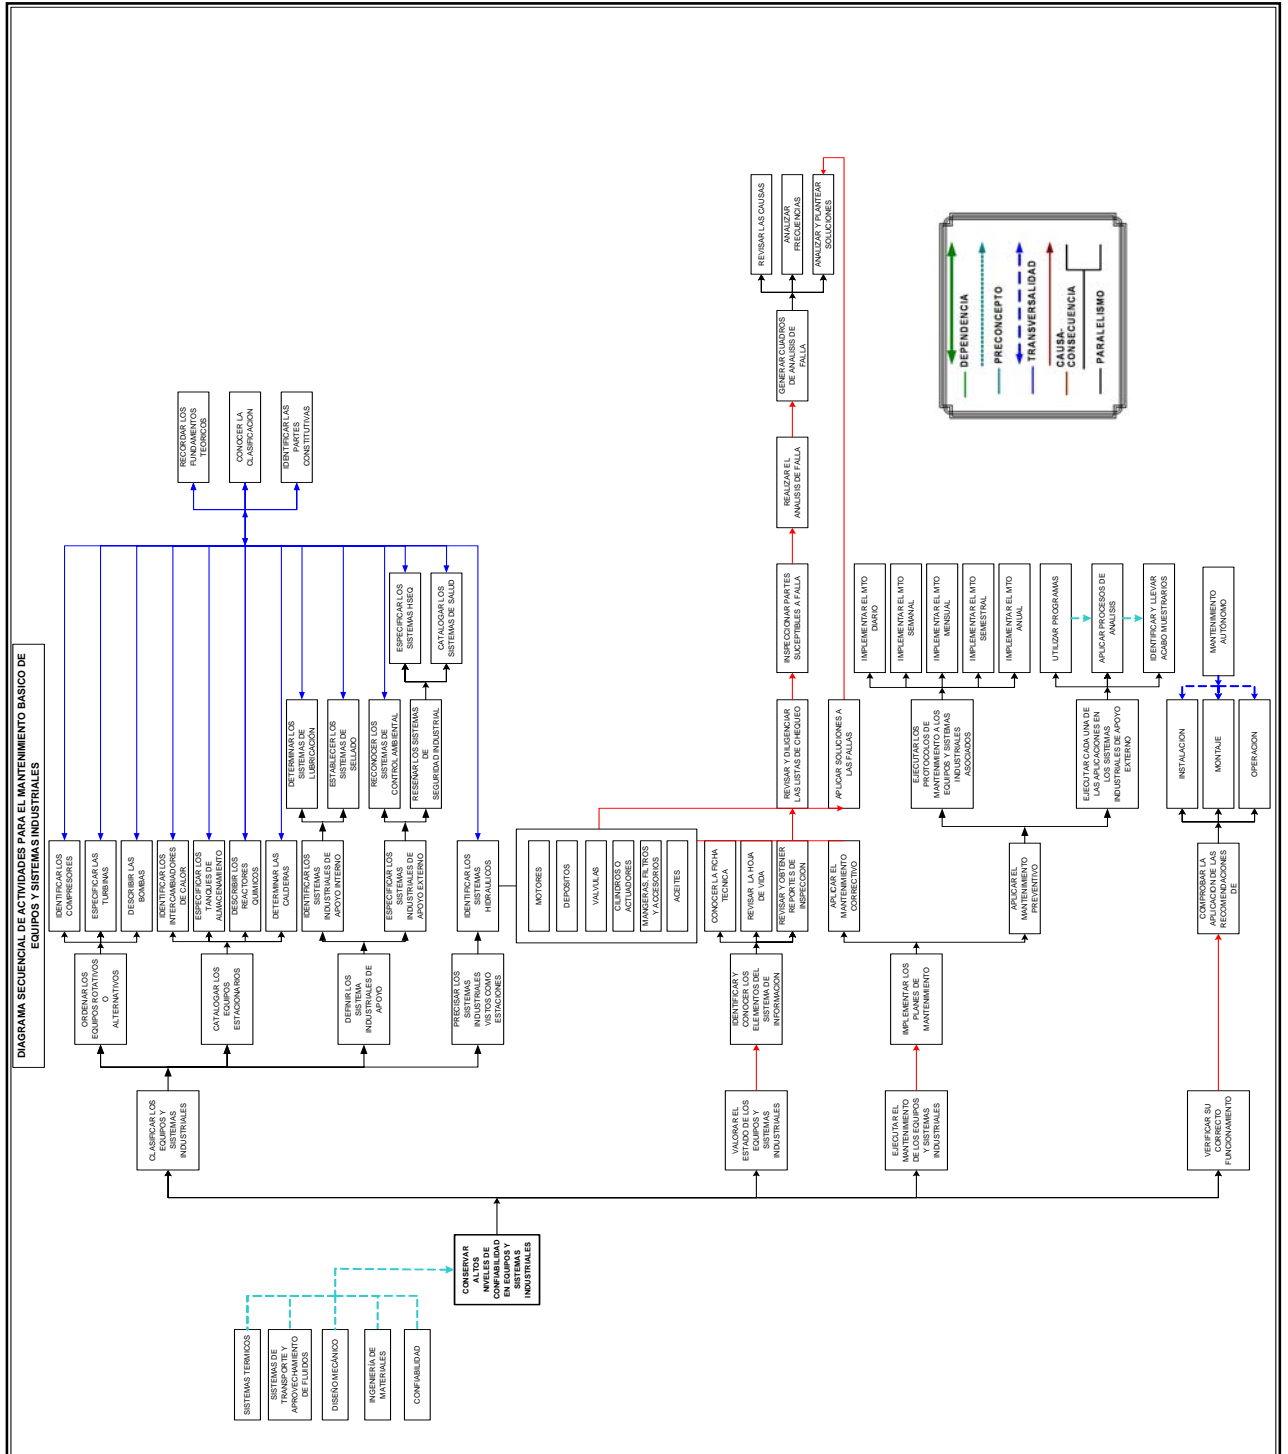 DIAGRAMA SECUENCIAL DE ACTIVIDADES PARA EL MANTENIMIENTO BASICO DE
EQUIPOS Y SISTEMAS INDUSTRIALES
SISTEMAS TERMICOS
SISTEMAS DE
TRANSPORTE Y
APROVECHAMIENTO
DE FLUIDOS
DISEÑO MECÁNICO
INGENIERÍA DE
MATERIALES
CONFIABILIDAD
CONSERVAR
ALTOS
NIVELES DE
CONFIABILIDAD
EN EQUIPOS Y
SISTEMAS
INDUSTRIALES
CLASIFICAR LOS
EQUIPOS Y
SISTEMAS
INDUSTRIALES
VALORAR EL
ESTADO DE LOS
EQUIPOS Y
SISTEMAS
INDUSTRIALES
EJECUTAR EL
MANTENIMIENTO
DE LOS EQUIPOS
Y SISTEMAS
INDUSTRIALES
VERIFICAR SU
CORRECTO
FUNCIONAMIENTO
ORDENAR LOS
EQUIPOS ROTATIVOS
O
ALTERNATIVOS
CATALOGAR LOS
EQUIPOS
ESTACIONARIOS
DEFINIR LOS
SISTEMA
INDUSTRIALES DE
APOYO
PRECISAR LOS
SISTEMAS
INDUSTRIALES
VISTOS COMO
ESTACIONES
IDENTIFICAR Y
CONOCER LOS
ELEMENTOS DEL
SISTEMA DE
INFORMACION
IMPLEMENTAR LOS
PLANES DE
MANTENIMIENTO
IDENTIFICAR LOS
COMPRESORES
ESPECIFICAR LAS
TURBINAS
DESCRIBIR LAS
BOMBAS
IDENTIFICAR LOS
INTERCAMBIADORES
DE CALOR
ESPECIFICAR LOS
TANQUES DE
ALMACENAMIENTO
DESCRIBIR LOS
REACTORES
QUIMICOS
DETERMINAR LAS
CALDERAS
IDENTIFICAR LOS
SISTEMAS
INDUSTRIALES DE
APOYO INTERNO
ESPECIFICAR LOS
SISTEMAS
INDUSTRIALES DE
APOYO EXTERNO
IDENTIFICAR LOS
SISTEMAS
HIDRAULICOS
MOTORES
DEPOSITOS
VALVULAS
CILINDROS O
ACTUADORES
MANGERAS, FILTROS
Y ACCESORIOS
ACEITES
CONOCER LA FICHA
TECNICA
REVISAR LA HOJA
DE VIDA
REVISAR Y OBTENER
REPORTES DE
INSPECCION
APLICAR EL
MANTENIMIENTO
CORRECTIVO
APLICAR EL
MANTENIMIENTO
PREVENTIVO
COMPROBAR LA
APLICACION DE LAS
RECOMENDACIONES
DE
DETERMINAR LOS
SISTEMAS DE
LUBRICACIÓN
ESTABLECER LOS
SISTEMAS DE
SELLADO
RECONOCER LOS
SISTEMAS DE
CONTROL AMBIENTAL
RESEÑAR LOS SISTEMAS
DE
SEGURIDAD INDUSTRIAL
REVISAR Y DILIGENCIAR
LAS LISTAS DE CHEQUEO
APLICAR SOLUCIONES A
LAS FALLAS
EJECUTAR LOS
PROTOCOLOS DE
MANTENIMIENTO A LOS
EQUIPOS Y SISTEMAS
INDUSTRIALES
ASOCIADOS
EJECUTAR CADA UNA DE
LAS APLICACIONES EN
LOS SISTEMAS
INDUSTRIALES DE APOYO
EXTERNO
INSTALACION
MONTAJE
OPERACION
ESPECIFICAR LOS
SISTEMAS HSEQ
CATALOGAR LOS
SISTEMAS DE SALUD
INSPECCIONAR PARTES
SUCEPTIBLES A FALLA
IMPLEMENTAR EL MTO
DIARIO
IMPLEMENTAR EL MTO
SEMANAL
IMPLEMENTAR EL MTO
MENSUAL
IMPLEMENTAR EL MTO
SEMESTRAL
IMPLEMENTAR EL MTO
ANUAL
UTILIZAR PROGRAMAS
APLICAR PROCESOS DE
ANALISIS
IDENTIFICAR Y LLEVAR
ACABO MUESTRARIOS
MANTENIMIENTO
AUTÓNOMO
RECORDAR LOS
FUNDAMENTOS
TEORICOS
CONOCER LA
CLASIFICACION
IDENTIFICAR LAS
PARTES
CONSTITUTIVAS
REALIZAR EL
ANALISIS DE FALLA
GENERAR CUADROS
DE ANALISIS DE
FALLA
REVISAR LAS CAUSAS
ANALIZAR
FRECUENCIAS
ANALIZAR Y PLANTEAR
SOLUCIONES
DEPENDENCIA
PRECONCEPTO
TRANSVERSALIDAD
CAUSA-
CONSECUENCIA
PARALELISMO